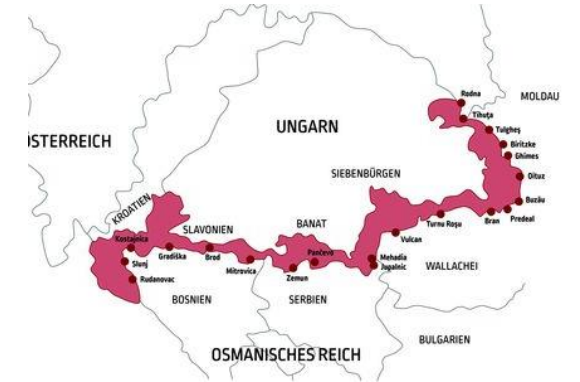 Rodna
MOLDAU
Tihuţa
Tulgheş
UNGARN
Biritzke
ÖSTERREICH
Ghimes
SIEBENBÜRGEN
Oituz
KROATIEN
Buzău
SLAVONIEN
BANAT
Turnu Roşu
Bran
Predeal
Kostajnica
Vulcan
Gradiška
Brod
Pančevo
Slunj
Mitrovica
Mehadia
Zemun
Jupalnic
WALLACHEI
Rudanovac
BOSNIEN
SERBIEN
BULGARIEN
OSMANISCHES REICH